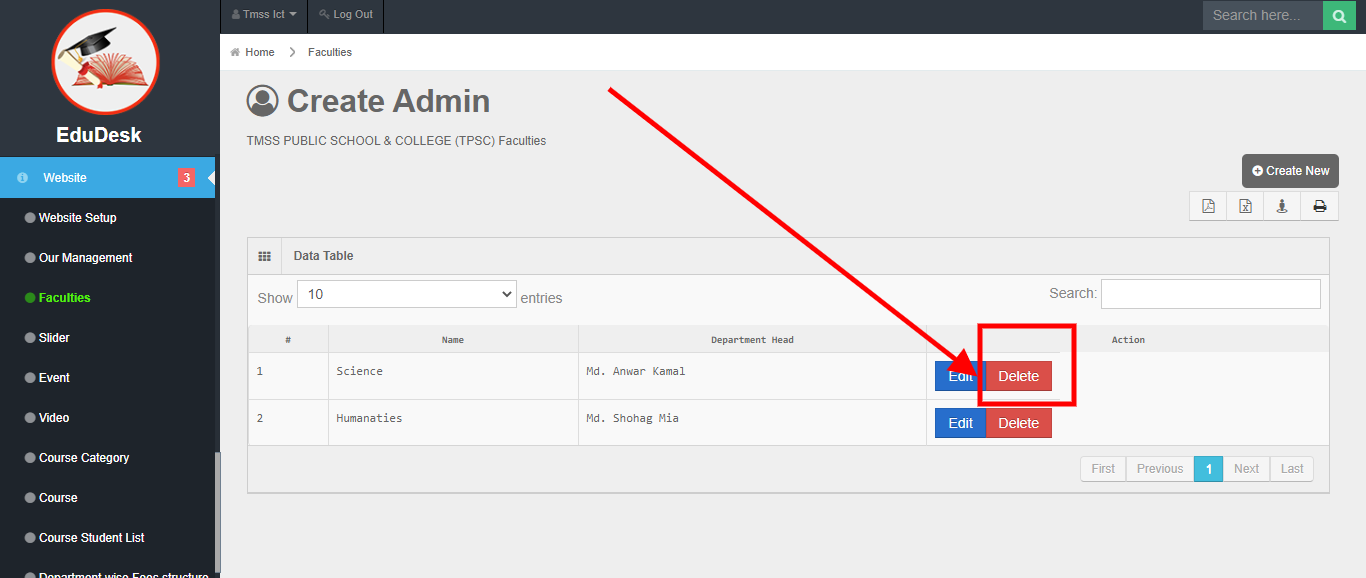 Tmss Ict
Log Out
Search here...
Home
Faculties
EduDesk
Create Admin
TMSS PUBLIC SCHOOL & COLLEGE (TPSC) Faculties
Website 3
Website Setup
Our Management
Faculties
Slider
Event
Video
Course Category
Course
Course Student List
Department wise Fees structure
Create New
Data Table
Show 10 entries
Search:
# Name Department Head Action
1 Science Md. Anwar Kamal Edit Delete
2 Humanaties Md. Shohag Mia Edit Delete
First Previous 1 Next Last